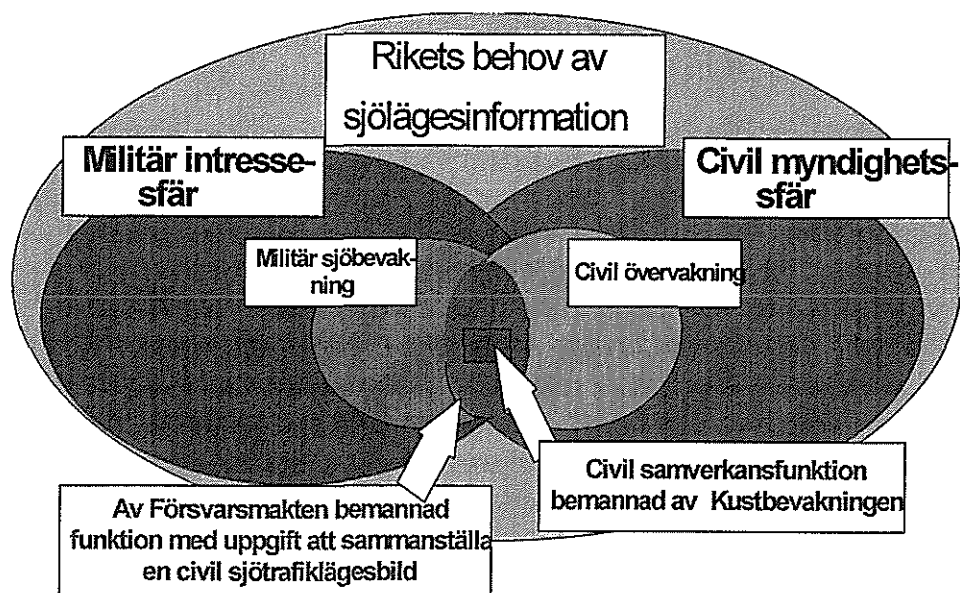 Rikets behov av
sjölägesinformation
Militär intresse-
sfär
Civil myndighets-
sfär
Militär sjöbevak-
ning
Civil övervakning
Civil samverkansfunktion
bemannad av Kustbevakningen
Av Försvarsmakten bemannad
funktion med uppgift att sammanställa
en civil sjötrafiklägesbild